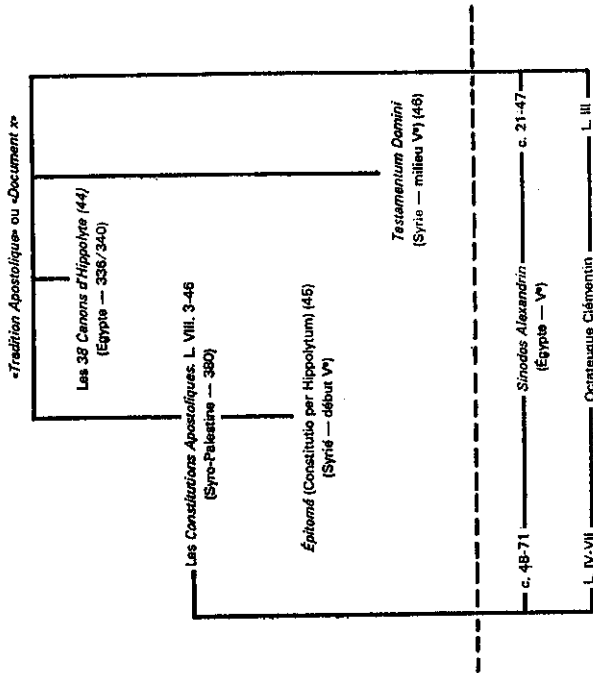 «Tradition Apostolique» ou «Document x»
Les 38 Canons d'Hippolyte (44)
(Égypte — 336/340)
Les Constitutions Apostoliques, L. VIII, 3-46
(Syro-Palestine — 380)
Épitomé (Constitutio per Hippolytum) (45)
(Syrié — début Vᵉ)
Testamentum Domini
(Syrie — milieu Vᵉ) (46)
c. 48-71 Sinodos Alexandrin c. 21-47
(Égypte — Vᵉ)
L. IV-VII Octateuque Clémentin L. III